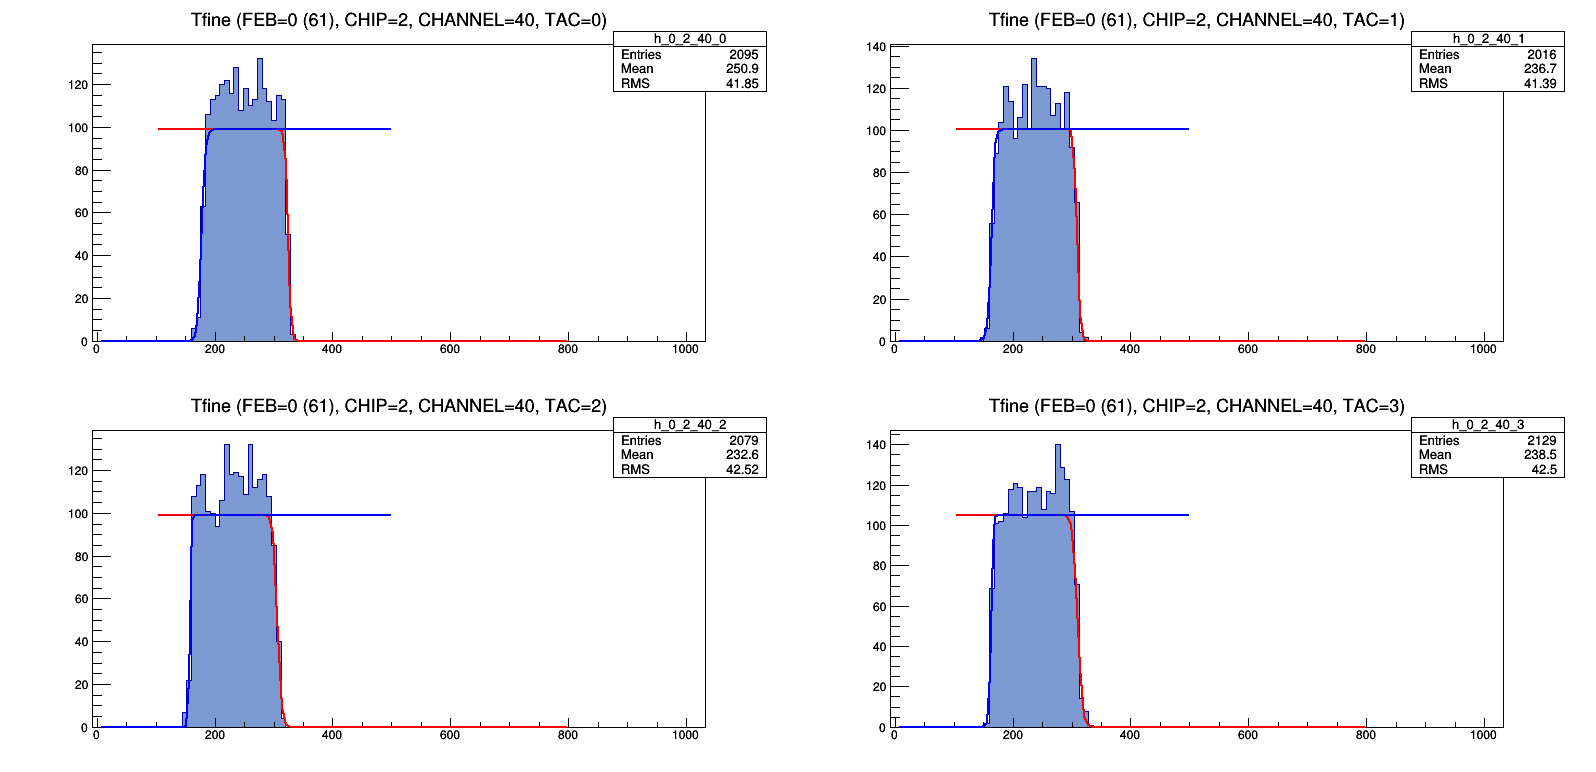 Tfine (FEB=0 (61), CHIP=2, CHANNEL=40, TAC=0)
h_0_2_40_0
Entries 2095
Mean 250.9
RMS 41.85
120
100
80
60
40
20
0
0 200 400 600 800 1000
Tfine (FEB=0 (61), CHIP=2, CHANNEL=40, TAC=1)
h_0_2_40_1
Entries 2016
Mean 236.7
RMS 41.39
140
120
100
80
60
40
20
0
0 200 400 600 800 1000
Tfine (FEB=0 (61), CHIP=2, CHANNEL=40, TAC=2)
h_0_2_40_2
Entries 2079
Mean 232.6
RMS 42.52
120
100
80
60
40
20
0
0 200 400 600 800 1000
Tfine (FEB=0 (61), CHIP=2, CHANNEL=40, TAC=3)
h_0_2_40_3
Entries 2129
Mean 238.5
RMS 42.5
140
120
100
80
60
40
20
0
0 200 400 600 800 1000